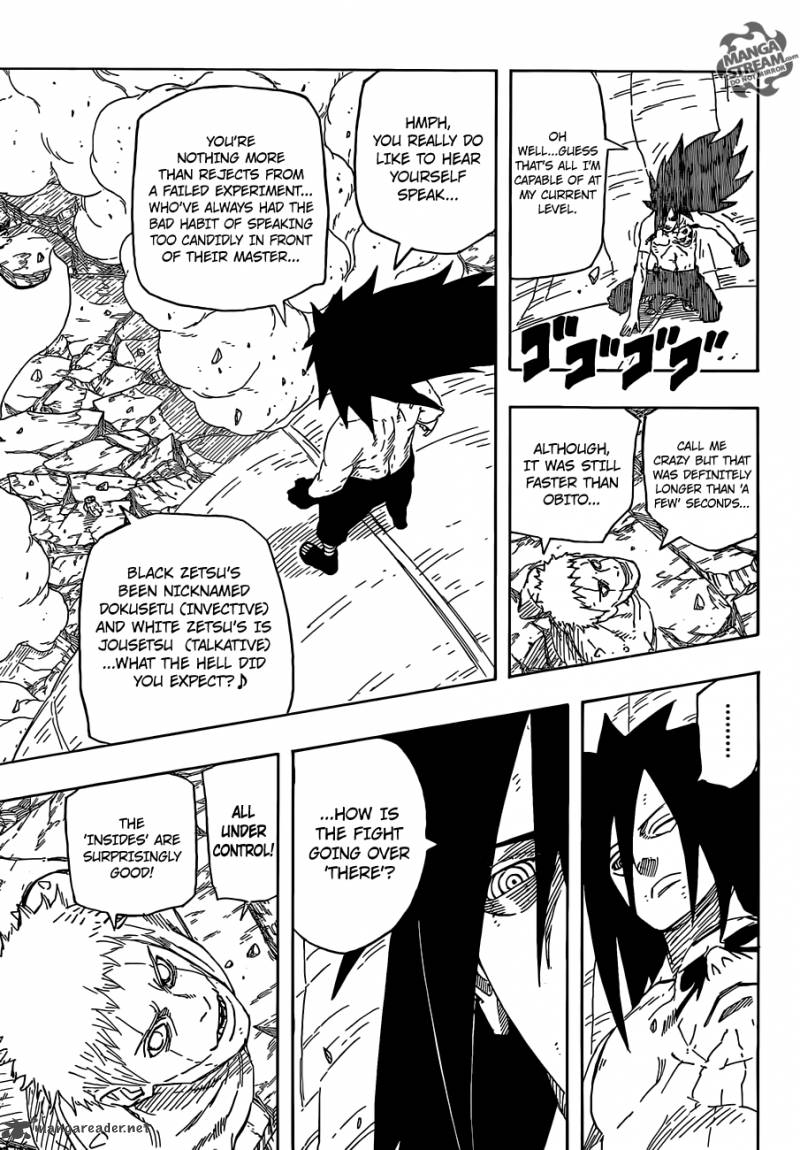 MANGA
STREAM.COM
DO NOT MIRROR
OH
WELL...GUESS
THAT'S ALL I'M
CAPABLE OF AT
MY CURRENT
LEVEL.
ゴゴゴゴ
CALL ME
CRAZY BUT THAT
WAS DEFINITELY
LONGER THAN 'A
FEW' SECONDS...
ALTHOUGH,
IT WAS STILL
FASTER THAN
OBITO...
HMPH,
YOU REALLY DO
LIKE TO HEAR
YOURSELF
SPEAK...
YOU'RE
NOTHING MORE
THAN REJECTS FROM
A FAILED EXPERIMENT...
WHO'VE ALWAYS HAD THE
BAD HABIT OF SPEAKING
TOO CANDIDLY IN FRONT
OF THEIR MASTER...
BLACK ZETSU'S
BEEN NICKNAMED
DOKUSETU (INVECTIVE)
AND WHITE ZETSU'S IS
JOUSETSU (TALKATIVE)
...WHAT THE HELL DID
YOU EXPECT?♪
.........
...HOW IS
THE FIGHT
GOING OVER
'THERE'?
ALL
UNDER
CONTROL!
THE
'INSIDES' ARE
SURPRISINGLY
GOOD!
mangareader.net